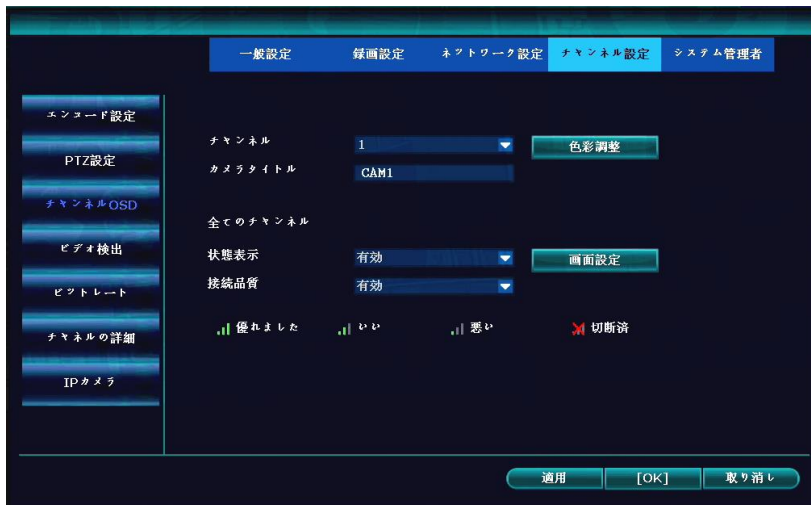 一般設定 録画設定 ネットワーク設定 チャンネル設定 システム管理者
エンコード設定
PTZ設定
チャンネルOSD
ビデオ検出
ビットレート
チャネルの詳細
IPカメラ
チャンネル 1 色彩調整
カメラタイトル CAM1
全てのチャンネル
状態表示 有効 画面設定
接続品質 有効
優れました いい 悪い 切断済
適用 [OK] 取り消し